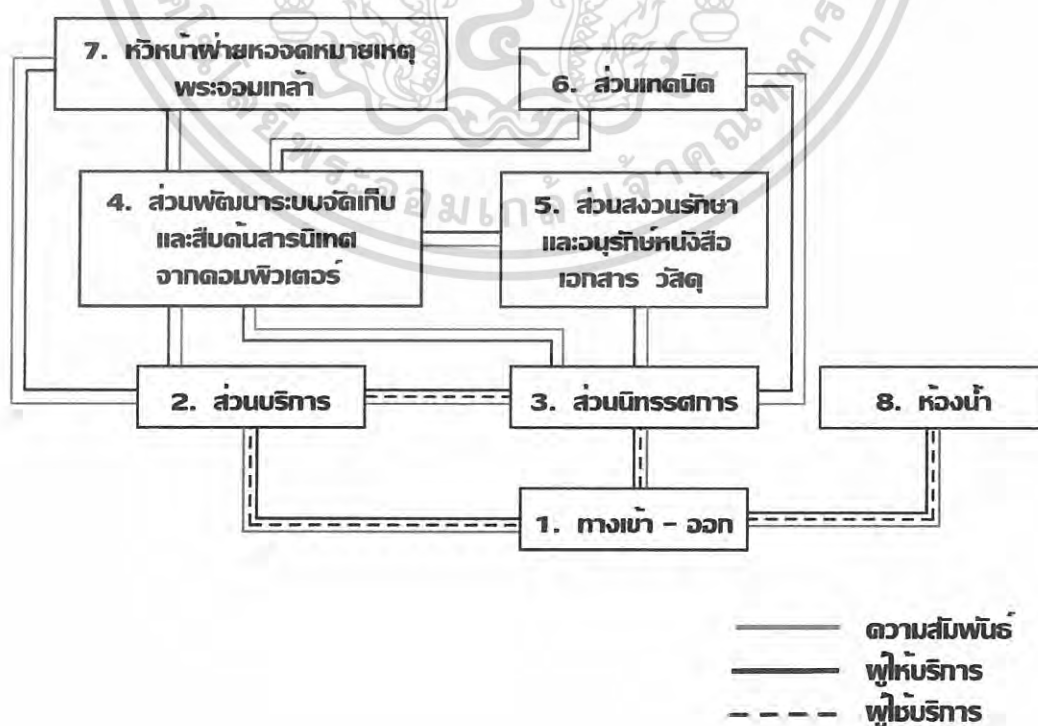 7. หัวหน้าฝ่ายหอจดหมายเหตุ
พระจอมเกล้า
6. ส่วนเทคนิค
4. ส่วนพัฒนาระบบจัดเก็บ
และสืบค้นสารนิเทศ
จากคอมพิวเตอร์
5. ส่วนสงวนรักษา
และอนุรักษ์หนังสือ
เอกสาร วัสดุ
2. ส่วนบริการ
3. ส่วนนิทรรศการ
8. ห้องน้ำ
1. ทางเข้า - ออก
ความสัมพันธ์
ผู้ให้บริการ
ผู้ใช้บริการ